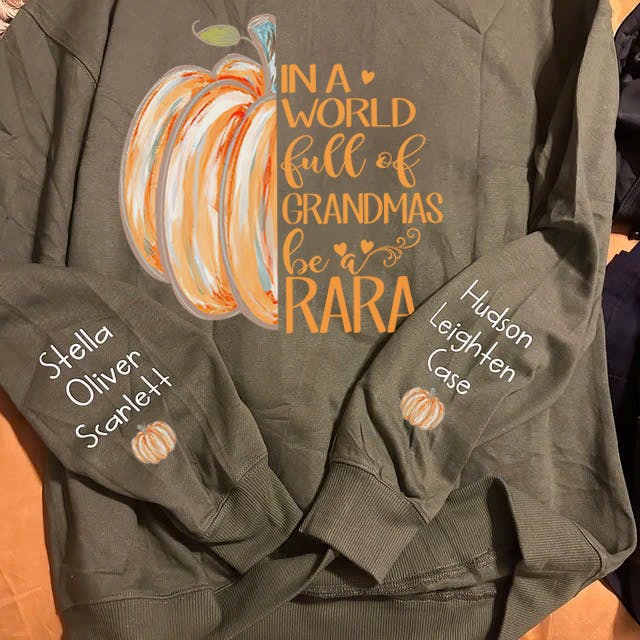 IN A
WORLD
full of
GRANDMAS
be a
RARA
Stella
Oliver
Scarlett
Hudson
Leighten
Case